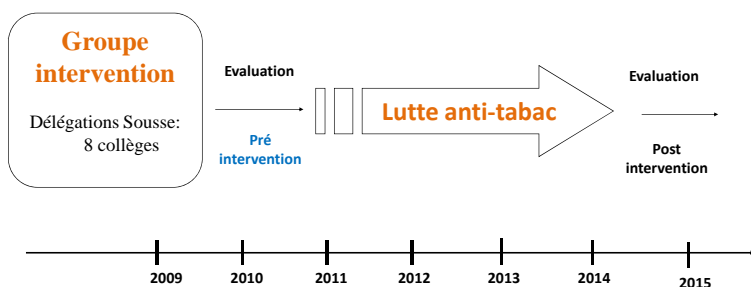 Groupe
intervention
Délégations Sousse:
8 collèges
Evaluation
Pré
intervention
Lutte anti-tabac
Evaluation
Post
intervention
2009 2010 2011 2012 2013 2014 2015